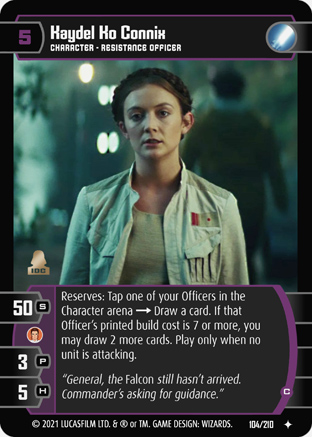 5
Kaydel Ko Connix
CHARACTER • RESISTANCE OFFICER
IDC
50 S
3 P
5 H
Reserves: Tap one of your Officers in the
Character arena → Draw a card. If that
Officer's printed build cost is 7 or more, you
may draw 2 more cards. Play only when no
unit is attacking.
"General, the Falcon still hasn't arrived.
Commander's asking for guidance."
C
© 2021 LUCASFILM LTD. & ® or TM. GAME DESIGN: WIZARDS. 104/210